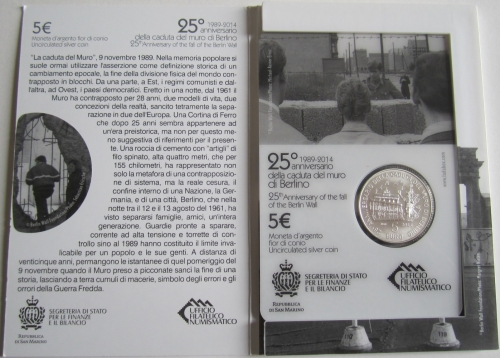 5€
Moneta d'argento fior di conio
Uncirculated silver coin
25° 1989-2014
anniversario
della caduta del muro di Berlino
25th Anniversary of the fall of the Berlin Wall
"La caduta del Muro", 9 novembre 1989. Nella memoria popolare si
suole ormai utilizzare l'asserzione come definizione storica di un
cambiamento epocale, la fine della divisione fisica del mondo con-
trapposto in blocchi. Da una parte, a Est, i regimi comunisti e dal-
l'altra, ad Ovest, i paesi democratici. Eretto in una notte, dal 1961 il
Muro ha contrapposto per 28 anni, due modelli di vita, due
concezioni della realtà, sancito tetramente la sepa-
razione in due dell'Europa. Una Cortina di Ferro
che dopo 25 anni sembra appartenere ad
un'era preistorica, ma non per questo me-
no suggestiva di riferimenti per il presen-
te. Una roccia di cemento con "artigli" di
filo spinato, alta quattro metri, che per
155 chilometri, ha rappresentato non
solo la metafora di una contrapposizio-
ne di sistema, ma la reale cesura, il
confine interno di una Nazione, la Ger-
mania, e di una città, Berlino, che nella
notte tra il 12 e il 13 agosto del 1961, ha
visto separarsi famiglie, amici, un'intera
generazione. Guardie pronte a sparare,
corrente ad alta tensione e torrette di con-
trollo sino al 1989 hanno costituito il limite inva-
licabile per un popolo e le sue genti. A distanza di
venticinque anni, permangono le istantanee di quel pomeriggio del
9 novembre quando il Muro preso a picconate sancì la fine di una
storia, lasciando a terra cumuli di macerie, simbolo degli errori e gli
orrori della Guerra Fredda.
REPUBBLICA
DI SAN MARINO
SEGRETERIA DI STATO
PER LE FINANZE
E IL BILANCIO
UFFICIO
FILATELICO
NUMISMATICO
25° 1989-2014
anniversario
della caduta del muro
di Berlino
25th Anniversary of the fall
of the Berlin Wall
5€
Moneta d'argento
fior di conio
Uncirculated silver coin
REPUBBLICA
DI SAN MARINO
SEGRETERIA DI STATO
PER LE FINANZE
E IL BILANCIO
UFFICIO
FILATELICO
NUMISMATICO